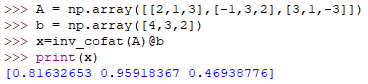 >>> A = np.array([[2,1,3],[-1,3,2],[3,1,-3]])
>>> b = np.array([4,3,2])
>>> x=inv_cofat(A)@b
>>> print(x)
[0.81632653 0.95918367 0.46938776]